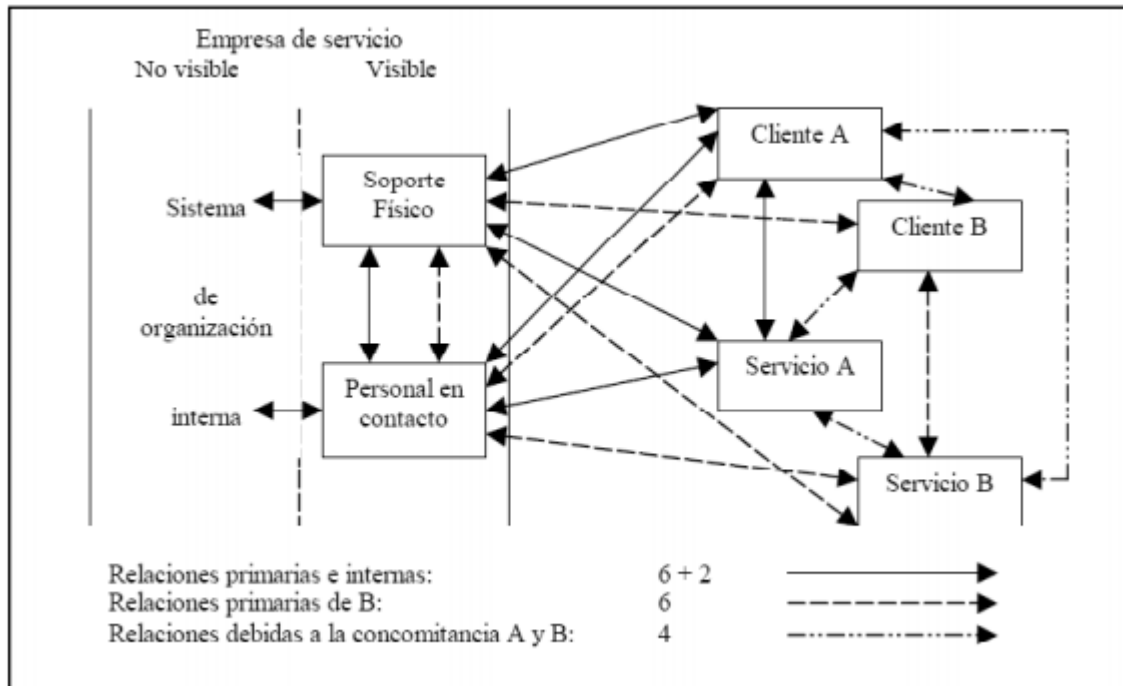 Empresa de servicio
No visible Visible
Cliente A
Soporte
Físico
Sistema
Cliente B
de
organización
Servicio A
Personal en
contacto
interna
Servicio B
Relaciones primarias e internas: 6 + 2
Relaciones primarias de B: 6
Relaciones debidas a la concomitancia A y B: 4